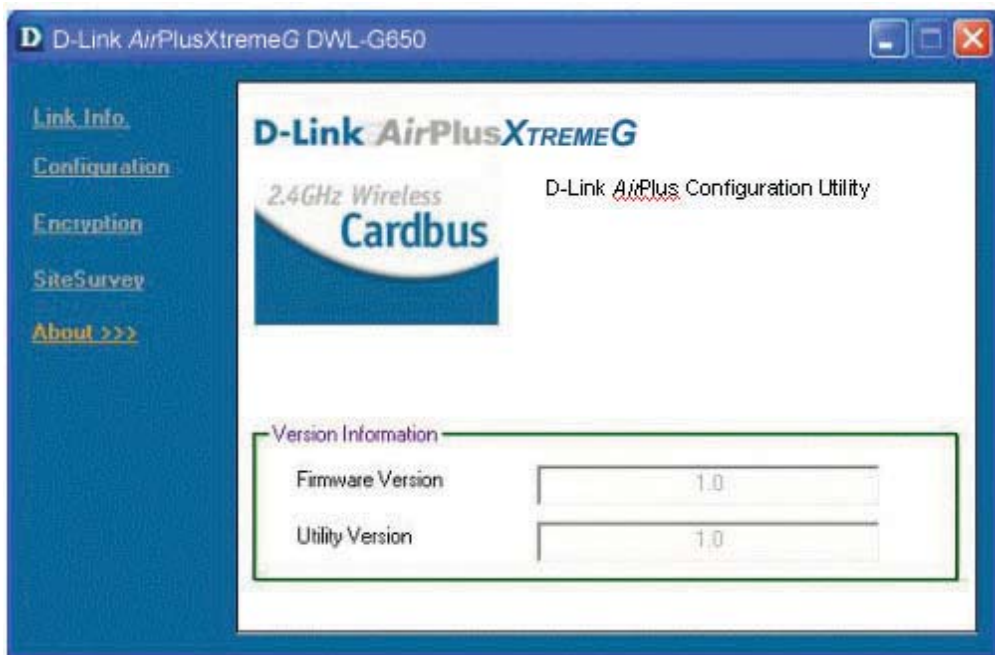 D D-Link AirPlusXtremeG DWL-G650
Link Info.
Configuration
Encryption
SiteSurvey
About >>>
D-Link AirPlusXTREMEG
2.4GHz Wireless
Cardbus
D-Link AirPlus Configuration Utility
Version Information
Firmware Version 1.0
Utility Version 1.0